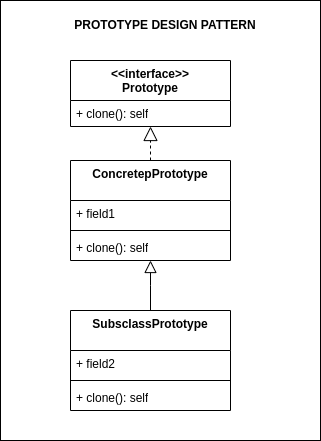 PROTOTYPE DESIGN PATTERN
<<interface>>
Prototype
+ clone(): self
ConcretepPrototype
+ field1
+ clone(): self
SubsclassPrototype
+ field2
+ clone(): self